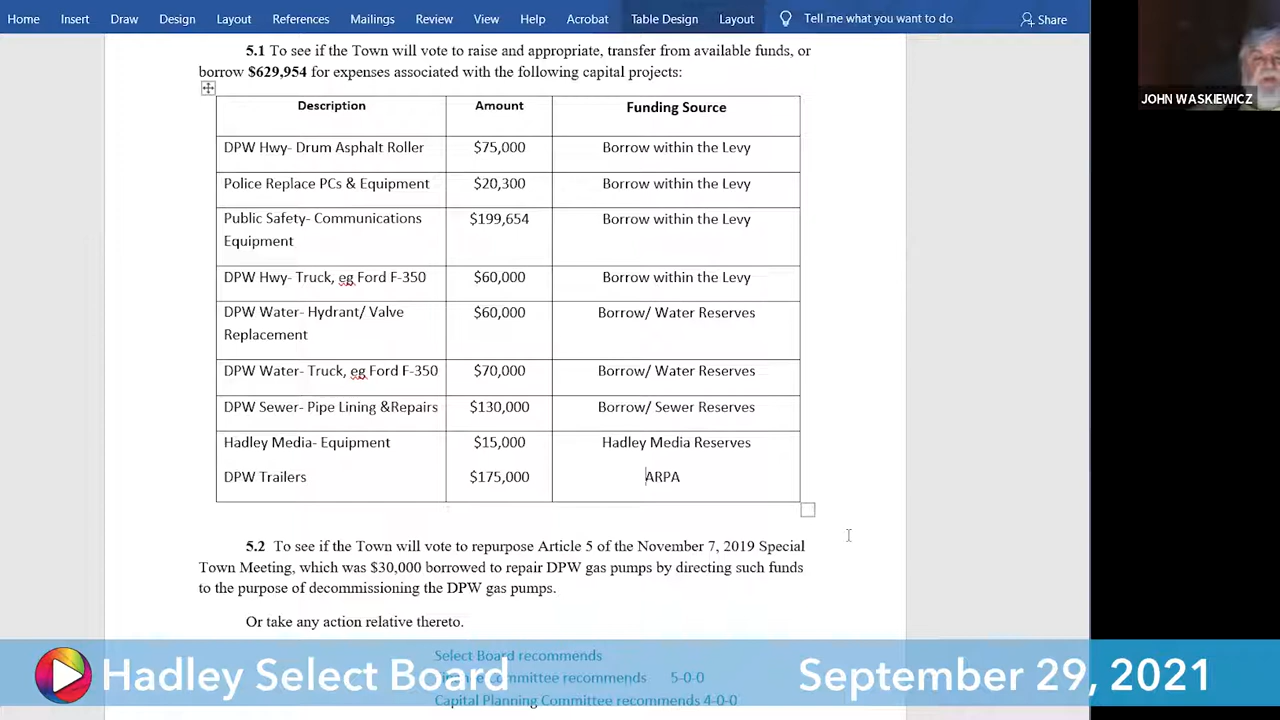 Home Insert Draw Design Layout References Mailings Review View Help Acrobat Table Design Layout Tell me what you want to do Share
5.1 To see if the Town will vote to raise and appropriate, transfer from available funds, or
borrow $629,954 for expenses associated with the following capital projects:
JOHN WASKIEWICZ
Description Amount Funding Source
DPW Hwy- Drum Asphalt Roller $75,000 Borrow within the Levy
Police Replace PCs & Equipment $20,300 Borrow within the Levy
Public Safety- Communications $199,654 Borrow within the Levy
Equipment
DPW Hwy- Truck, eg Ford F-350 $60,000 Borrow within the Levy
DPW Water- Hydrant/ Valve $60,000 Borrow/ Water Reserves
Replacement
DPW Water- Truck, eg Ford F-350 $70,000 Borrow/ Water Reserves
DPW Sewer- Pipe Lining &Repairs $130,000 Borrow/ Sewer Reserves
Hadley Media- Equipment $15,000 Hadley Media Reserves
DPW Trailers $175,000 ARPA
5.2 To see if the Town will vote to repurpose Article 5 of the November 7, 2019 Special
Town Meeting, which was $30,000 borrowed to repair DPW gas pumps by directing such funds
to the purpose of decommissioning the DPW gas pumps.
Or take any action relative thereto.
Select Board recommends
Committee recommends 5-0-0
Capital Planning Committee recommends 4-0-0
Hadley Select Board September 29, 2021